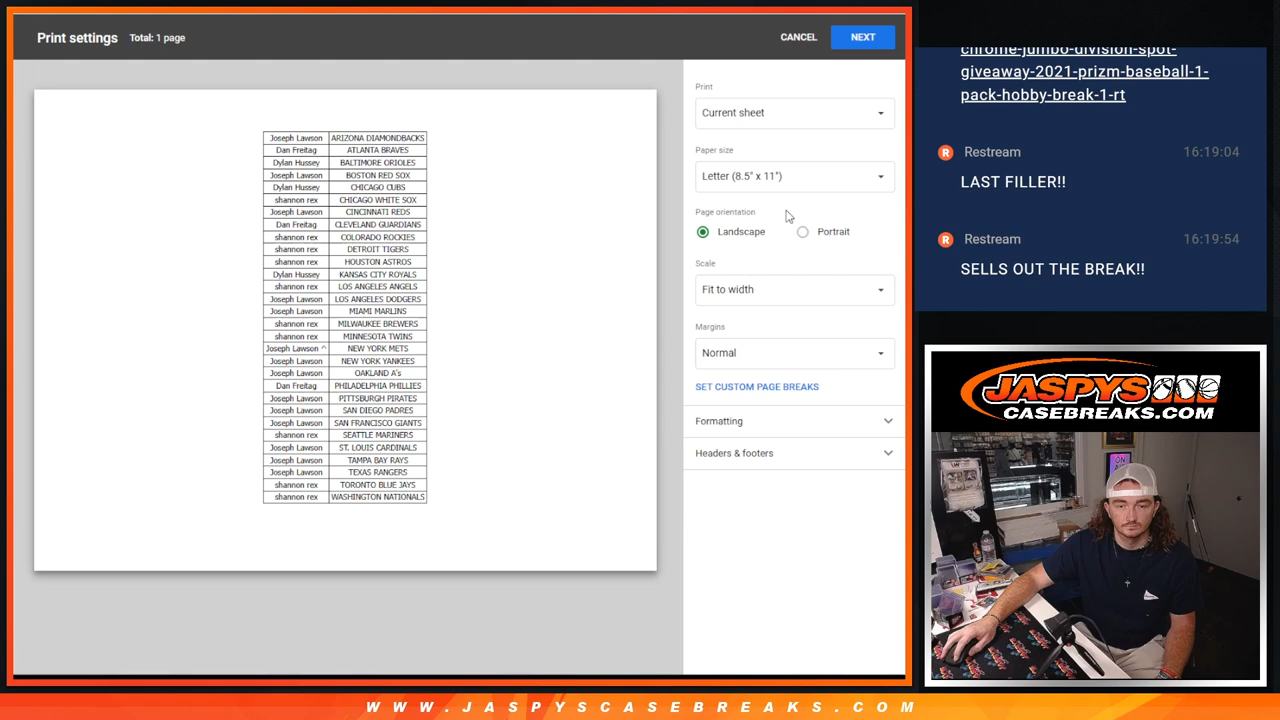 Print settings Total: 1 page CANCEL NEXT
Joseph Lawson ARIZONA DIAMONDBACKS
Dan Freitag ATLANTA BRAVES
Dylan Hussey BALTIMORE ORIOLES
Joseph Lawson BOSTON RED SOX
Dylan Hussey CHICAGO CUBS
shannon rex CHICAGO WHITE SOX
Joseph Lawson CINCINNATI REDS
Dan Freitag CLEVELAND GUARDIANS
shannon rex COLORADO ROCKIES
shannon rex DETROIT TIGERS
shannon rex HOUSTON ASTROS
Dylan Hussey KANSAS CITY ROYALS
shannon rex LOS ANGELES ANGELS
Joseph Lawson LOS ANGELES DODGERS
Joseph Lawson MIAMI MARLINS
shannon rex MILWAUKEE BREWERS
shannon rex MINNESOTA TWINS
Joseph Lawson ^ NEW YORK METS
Joseph Lawson NEW YORK YANKEES
Joseph Lawson OAKLAND A's
Dan Freitag PHILADELPHIA PHILLIES
Joseph Lawson PITTSBURGH PIRATES
Joseph Lawson SAN DIEGO PADRES
Joseph Lawson SAN FRANCISCO GIANTS
shannon rex SEATTLE MARINERS
Joseph Lawson ST. LOUIS CARDINALS
Joseph Lawson TAMPA BAY RAYS
Joseph Lawson TEXAS RANGERS
shannon rex TORONTO BLUE JAYS
shannon rex WASHINGTON NATIONALS
Print
Current sheet
Paper size
Letter (8.5" x 11")
Page orientation
Landscape Portrait
Scale
Fit to width
Margins
Normal
SET CUSTOM PAGE BREAKS
Formatting
Headers & footers
chrome-jumbo-division-spot-
giveaway-2021-prizm-baseball-1-
pack-hobby-break-1-rt
R Restream 16:19:04
LAST FILLER!!
R Restream 16:19:54
SELLS OUT THE BREAK!!
JASPYS
CASEBREAKS.COM
WWW.JASPYSCASEBREAKS.COM